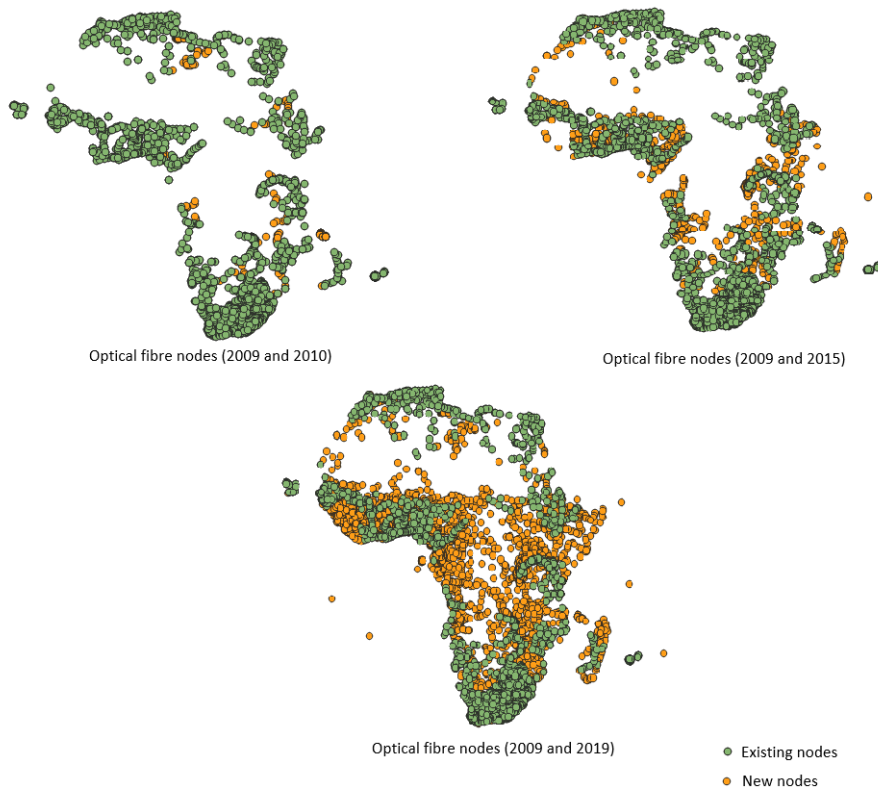 Optical fibre nodes (2009 and 2010)
Optical fibre nodes (2009 and 2015)
Optical fibre nodes (2009 and 2019)
Existing nodes
New nodes